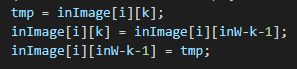 tmp = inImage[i][k];
inImage[i][k] = inImage[i][inW-k-1];
inImage[i][inW-k-1] = tmp;